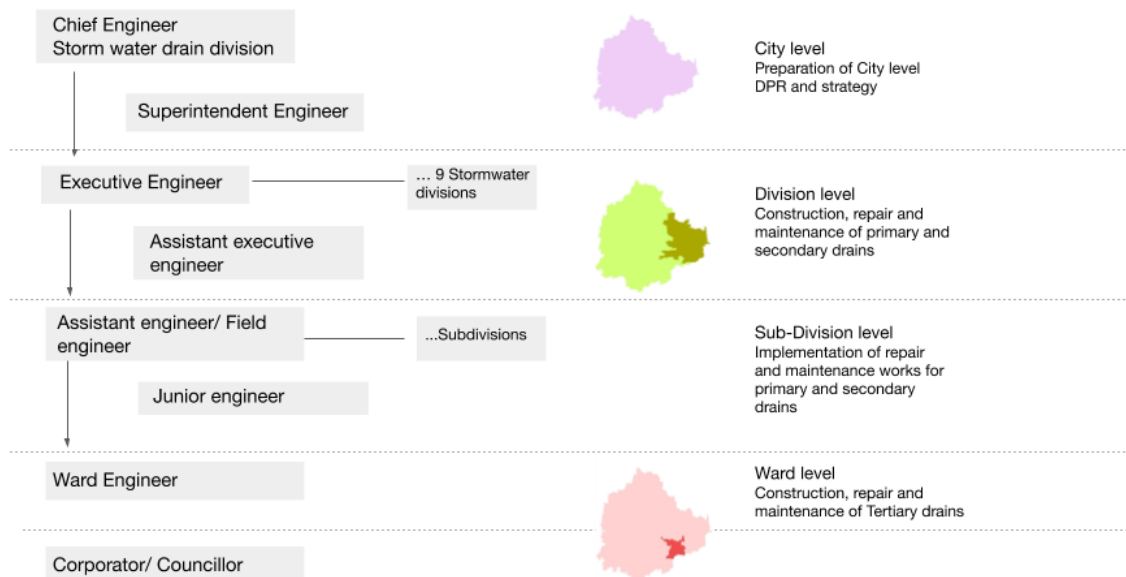 Chief Engineer
Storm water drain division
City level
Preparation of City level
DPR and strategy
Superintendent Engineer
Executive Engineer
... 9 Stormwater
divisions
Division level
Construction, repair and
maintenance of primary and
secondary drains
Assistant executive
engineer
Assistant engineer/ Field
engineer
...Subdivisions
Sub-Division level
Implementation of repair
and maintenance works for
primary and secondary
drains
Junior engineer
Ward Engineer
Ward level
Construction, repair and
maintenance of Tertiary drains
Corporator/ Councillor